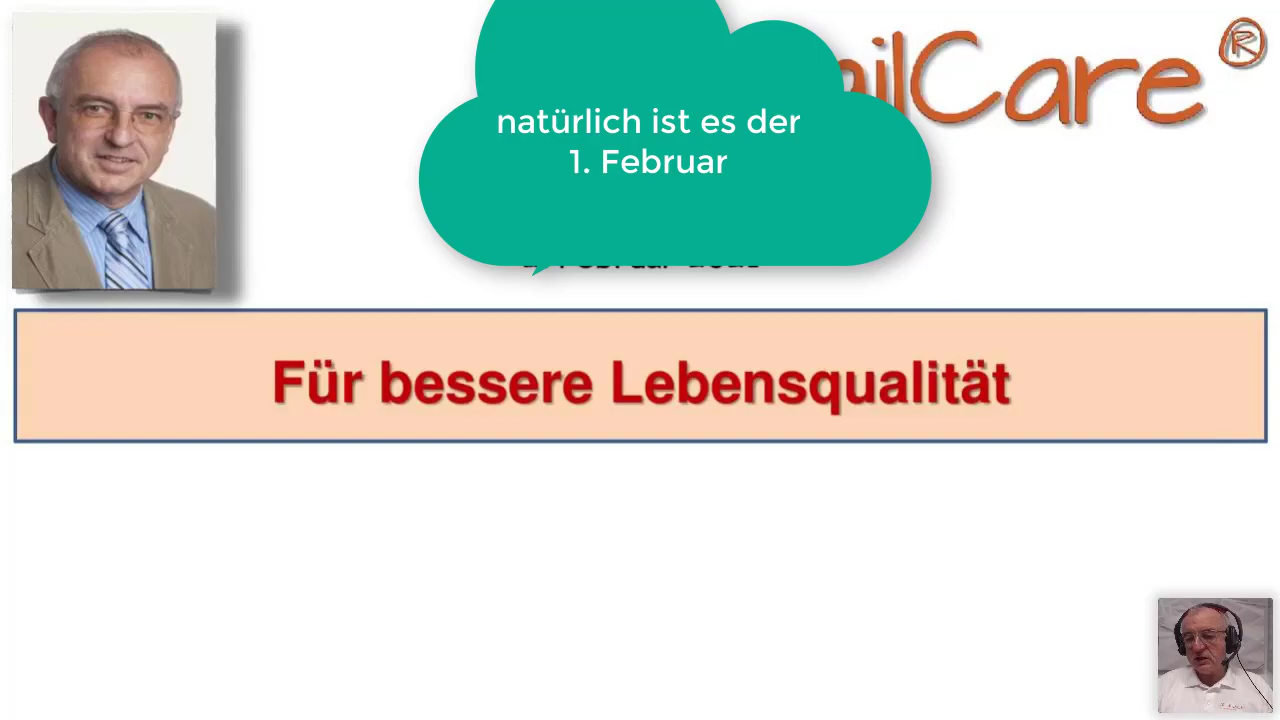 ilCare®
natürlich ist es der
1. Februar
Für bessere Lebensqualität